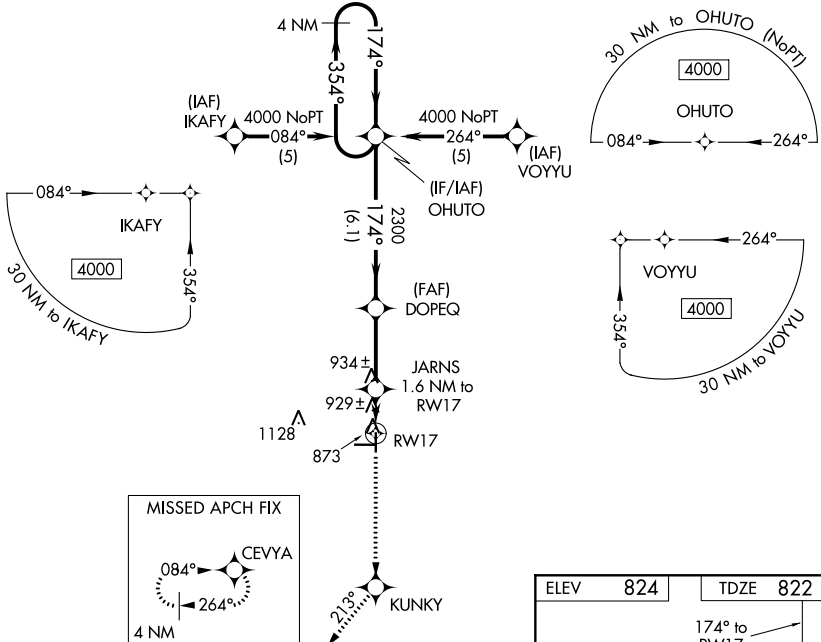 4 NM
174°
354°
(IAF)
IKAFY
4000 NoPT
084°
(5)
4000 NoPT
264°
(5)
(IAF)
VOYYU
(IF/IAF)
OHUTO
30 NM to OHUTO (NoPT)
4000
OHUTO
084°
264°
084°
IKAFY
4000
354°
30 NM to IKAFY
2300
174°
(6.1)
264°
VOYYU
4000
354°
30 NM to VOYYU
(FAF)
DOPEQ
934±
JARNS
1.6 NM to
RW17
929±
1128
873
RW17
MISSED APCH FIX
CEVYA
084°
264°
4 NM
213°
KUNKY
ELEV 824
TDZE 822
174° to